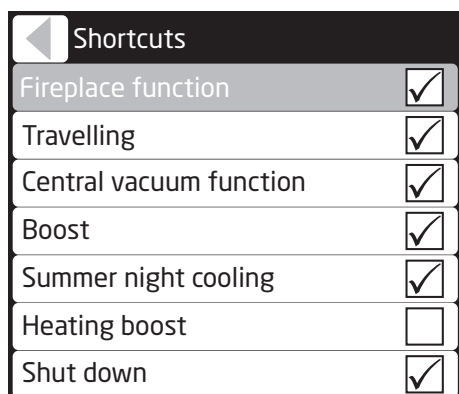 Shortcuts
Fireplace function
Travelling
Central vacuum function
Boost
Summer night cooling
Heating boost
Shut down